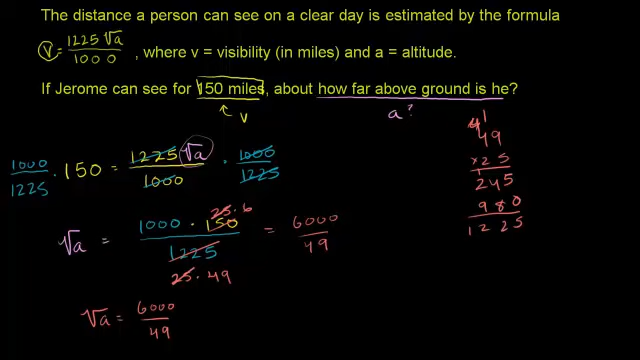 The distance a person can see on a clear day is estimated by the formula
v = 1225 √a / 1000 , where v = visibility (in miles) and a = altitude.
If Jerome can see for 150 miles, about how far above ground is he?
v
a?
1000/1225 · 150 = 1225 √a / 1000 · 1000/1225
√a = 1000 · 150 / 1225 = 6000/49
25 · 6
25 · 49
√a = 6000/49
41
49
×25
1
245
980
1225